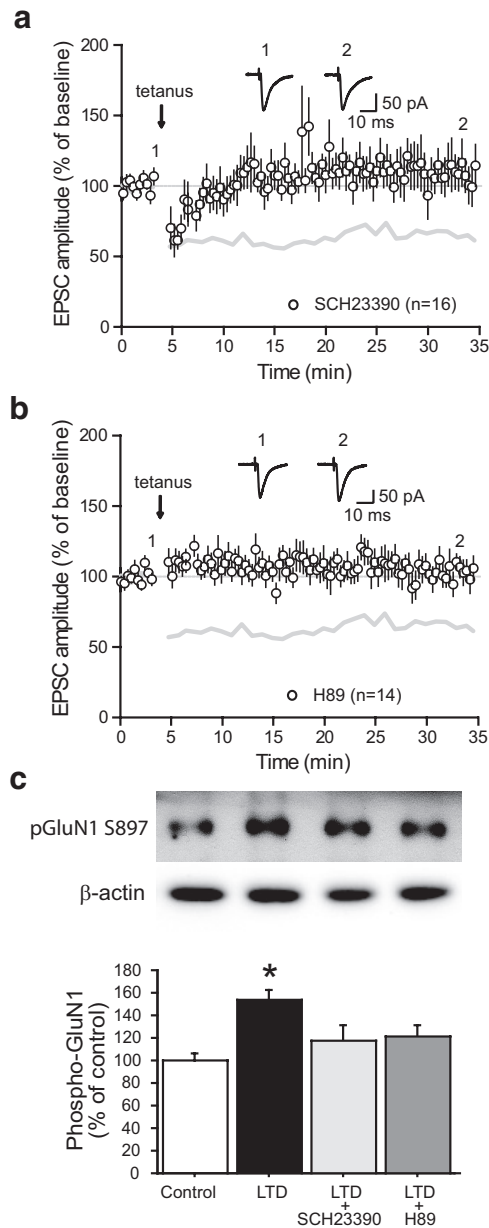 a
EPSC amplitude (% of baseline)
200
150
100
50
0
tetanus
1
1
2
50 pA
10 ms
2
SCH23390 (n=16)
0
5
10
15
20
25
30
35
Time (min)
b
EPSC amplitude (% of baseline)
200
150
100
50
0
tetanus
1
1
2
50 pA
10 ms
2
H89 (n=14)
0
5
10
15
20
25
30
35
Time (min)
c
pGluN1 S897
β-actin
Phospho-GluN1
(% of control)
180
160
140
120
100
80
60
40
20
0
*
Control
LTD
LTD
+
SCH23390
LTD
+
H89